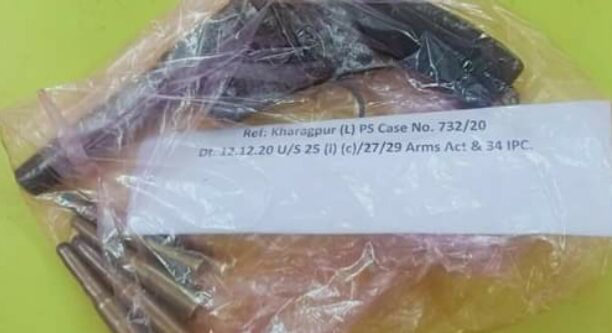 Ref: Kharagpur (L) PS Case No. 732/20
Dt. 12.12.20 U/S 25 (i) (c)/27/29 Arms Act & 34 IPC.